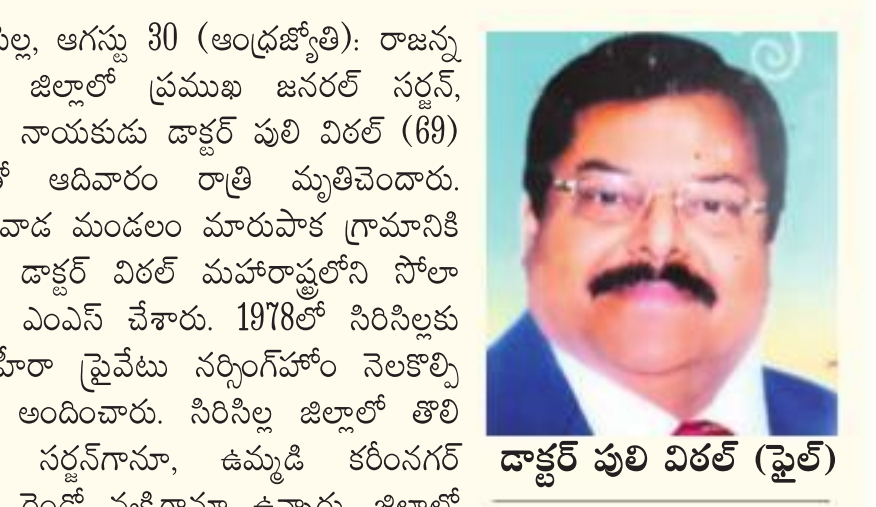 ఆగస్టు 30 (ఆంధ్రజ్యోతి): రాజన్న
జిల్లాలో ప్రముఖ జనరల్ సర్జన్,
నాయకుడు డాక్టర్ పులి విఠల్ (69)
ఆదివారం రాత్రి మృతిచెందారు.
మండలం మారుపాక గ్రామానికి
డాక్టర్ విఠల్ మహారాష్ట్రలోని సోలా
ఎంఎస్ చేశారు. 1978లో సిరిసిల్లకు
ప్రైవేటు నర్సింగ్‌హోం నెలకొల్పి
అందించారు. సిరిసిల్ల జిల్లాలో తొలి
సర్జన్‌గానూ, ఉమ్మడి కరీంనగర్
డాక్టర్ పులి విఠల్ (ఫైల్)